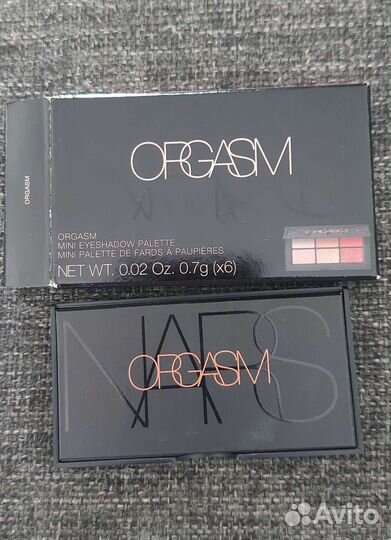 ORGASM
ORGASM
ORGASM
MINI EYESHADOW PALETTE
MINI PALETTE DE FARDS À PAUPIÈRES
NET WT. 0.02 Oz. 0.7g (x6)
NARS
ORGASM
Avito